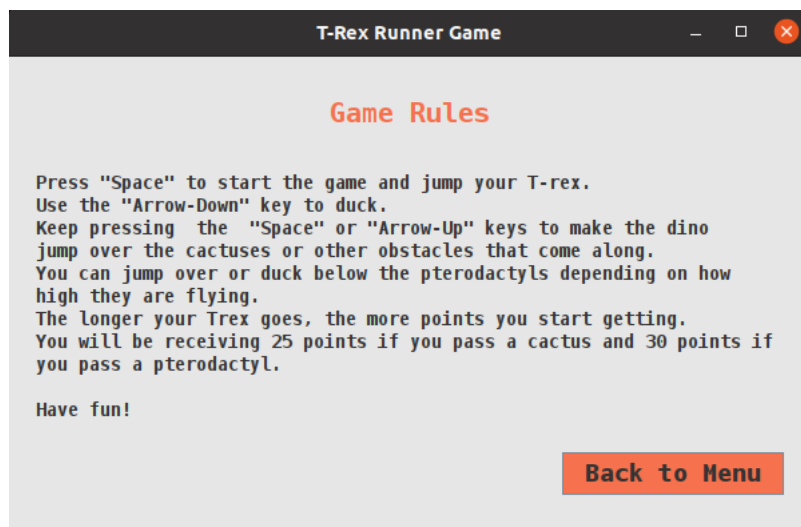 T-Rex Runner Game
Game Rules
Press "Space" to start the game and jump your T-rex.
Use the "Arrow-Down" key to duck.
Keep pressing  the  "Space" or "Arrow-Up" keys to make the dino
jump over the cactuses or other obstacles that come along.
You can jump over or duck below the pterodactyls depending on how
high they are flying.
The longer your Trex goes, the more points you start getting.
You will be receiving 25 points if you pass a cactus and 30 points if
you pass a pterodactyl.
Have fun!
Back to Menu